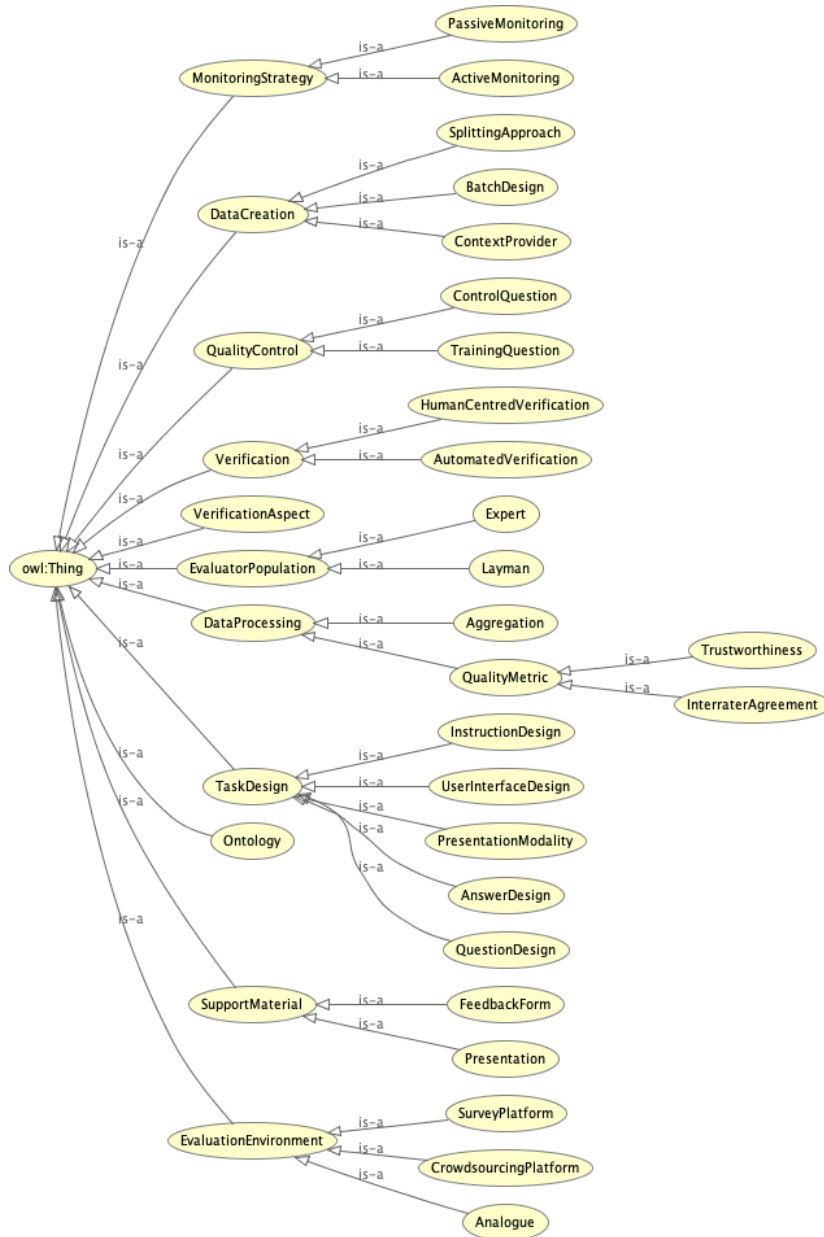 PassiveMonitoring
is-a
MonitoringStrategy
is-a
ActiveMonitoring
SplittingApproach
is-a
BatchDesign
is-a
DataCreation
is-a
ContextProvider
is-a
ControlQuestion
is-a
QualityControl
is-a
TrainingQuestion
is-a
HumanCentredVerification
is-a
Verification
is-a
AutomatedVerification
is-a
is-a
VerificationAspect
Expert
is-a
is-a
owl:Thing
is-a
EvaluatorPopulation
is-a
Layman
is-a
DataProcessing
is-a
Aggregation
is-a
Trustworthiness
is-a
is-a
QualityMetric
is-a
InterraterAgreement
InstructionDesign
is-a
is-a
TaskDesign
is-a
UserInterfaceDesign
is-a
is-a
PresentationModality
is-a
Ontology
is-a
AnswerDesign
is-a
QuestionDesign
is-a
SupportMaterial
is-a
FeedbackForm
is-a
Presentation
SurveyPlatform
is-a
EvaluationEnvironment
is-a
CrowdsourcingPlatform
is-a
Analogue